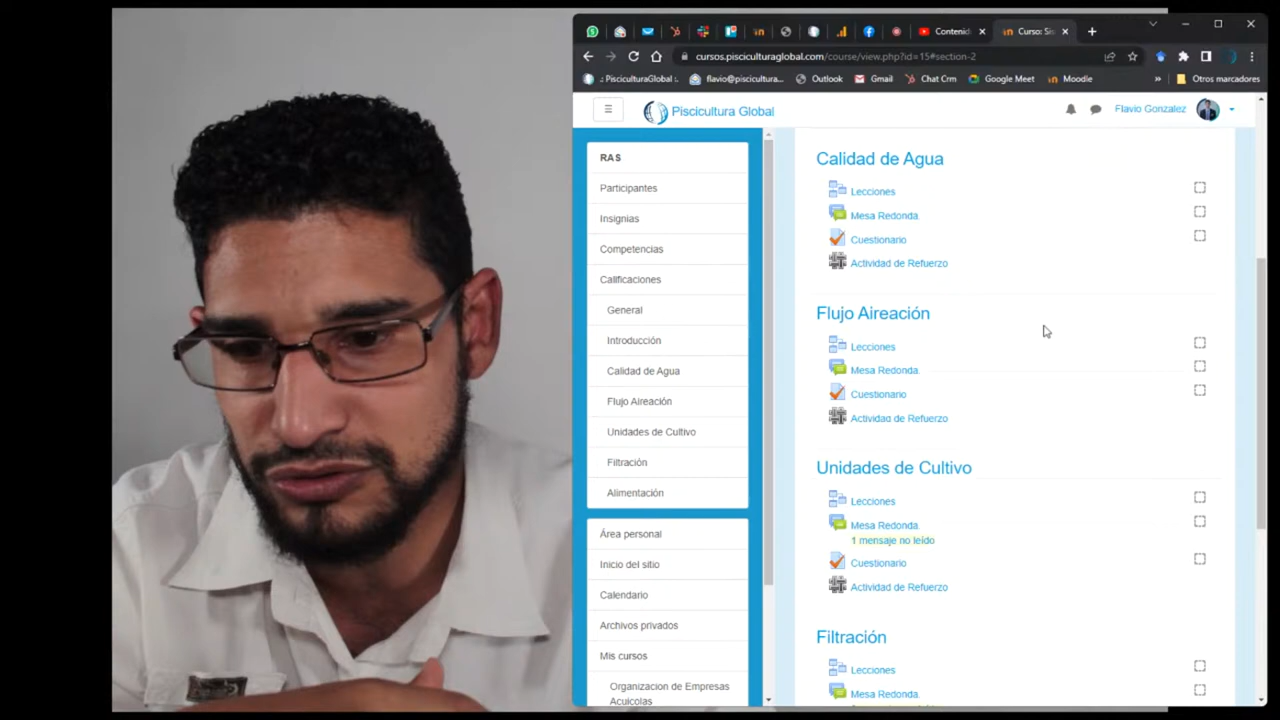 Contenid
Curso: Sis
cursos.pisciculturaglobal.com/course/view.php?id=15#section-2
.: PisciculturaGlobal :.
flavio@piscicultura...
Outlook
Gmail
Chat Crm
Google Meet
Moodle
»
Otros marcadores
Piscicultura Global
Flavio Gonzalez
RAS
Participantes
Insignias
Competencias
Calificaciones
General
Introducción
Calidad de Agua
Flujo Aireación
Unidades de Cultivo
Filtración
Alimentación
Área personal
Inicio del sitio
Calendario
Archivos privados
Mis cursos
Organizacion de Empresas
Acuicolas
Calidad de Agua
Lecciones
Mesa Redonda.
Cuestionario
Actividad de Refuerzo
Flujo Aireación
Lecciones
Mesa Redonda.
Cuestionario
Actividad de Refuerzo
Unidades de Cultivo
Lecciones
Mesa Redonda.
1 mensaje no leído
Cuestionario
Actividad de Refuerzo
Filtración
Lecciones
Mesa Redonda.